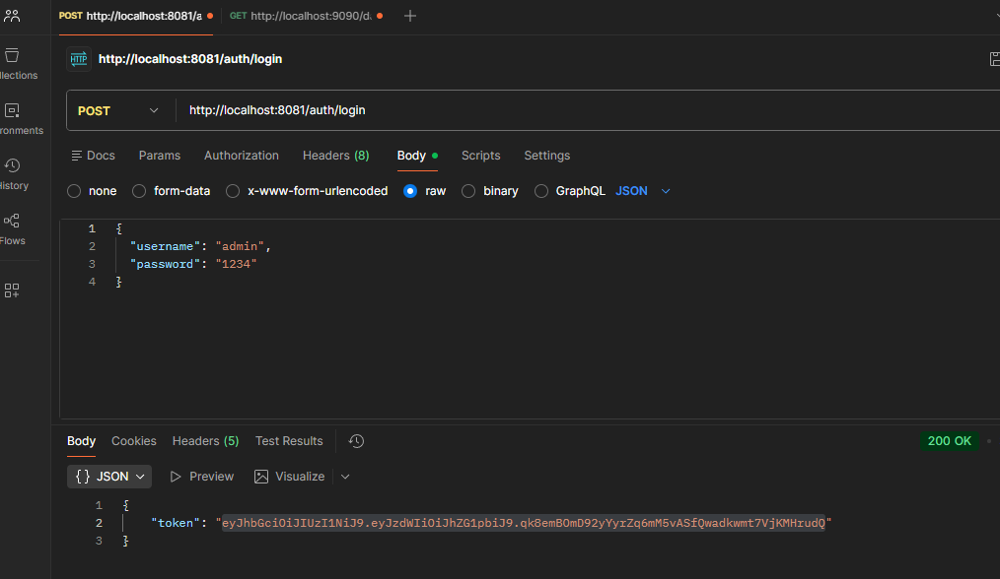 POST http://localhost:8081/a GET http://localhost:9090/d
http://localhost:8081/auth/login
llections
POST http://localhost:8081/auth/login
ronments
Docs Params Authorization Headers (8) Body Scripts Settings
History
none form-data x-www-form-urlencoded raw binary GraphQL JSON
Flows
1 {
2 "username": "admin",
3 "password": "1234"
4 }
Body Cookies Headers (5) Test Results 200 OK
{} JSON Preview Visualize
1 {
2 "token": "eyJhbGciOiJIUzI1NiJ9.eyJzdWIiOiJhZG1pbiJ9.qk8embOmD92yYyrZq6mM5vASfQwadkwmt7VjKMHrudQ"
3 }